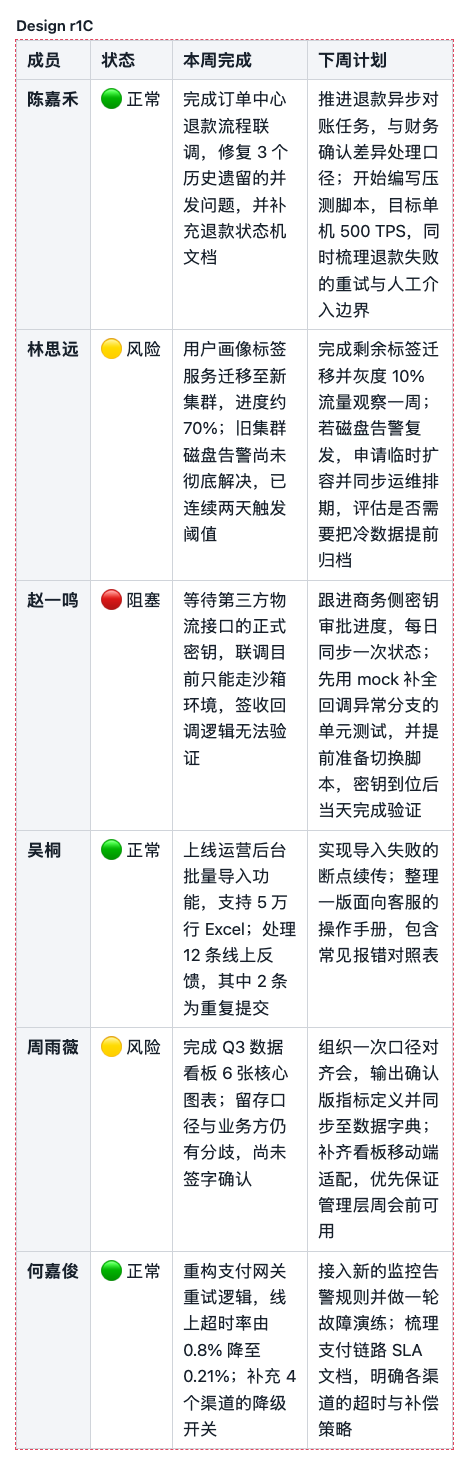 Design r1C
成员 状态 本周完成 下周计划
陈嘉禾 正常
完成订单中心
退款流程联
调，修复 3 个
历史遗留的并
发问题，并补
充退款状态机
文档
推进退款异步对
账任务，与财务
确认差异处理口
径；开始编写压
测脚本，目标单
机 500 TPS，同
时梳理退款失败
的重试与人工介
入边界
林思远 风险
用户画像标签
服务迁移至新
集群，进度约
70%；旧集群
磁盘告警尚未
彻底解决，已
连续两天触发
阈值
完成剩余标签迁
移并灰度 10%
流量观察一周；
若磁盘告警复
发，申请临时扩
容并同步运维排
期，评估是否需
要把冷数据提前
归档
赵一鸣 阻塞
等待第三方物
流接口的正式
密钥，联调目
前只能走沙箱
环境，签收回
调逻辑无法验
证
跟进商务侧密钥
审批进度，每日
同步一次状态；
先用 mock 补全
回调异常分支的
单元测试，并提
前准备切换脚
本，密钥到位后
当天完成验证
吴桐 正常
上线运营后台
批量导入功
能，支持 5 万
行 Excel；处理
12 条线上反
馈，其中 2 条
为重复提交
实现导入失败的
断点续传；整理
一版面向客服的
操作手册，包含
常见报错对照表
周雨薇 风险
完成 Q3 数据
看板 6 张核心
图表；留存口
径与业务方仍
有分歧，尚未
签字确认
组织一次口径对
齐会，输出确认
版指标定义并同
步至数据字典；
补齐看板移动端
适配，优先保证
管理层周会前可
用
何嘉俊 正常
重构支付网关
重试逻辑，线
上超时率由
0.8% 降至
0.21%；补充 4
个渠道的降级
开关
接入新的监控告
警规则并做一轮
故障演练；梳理
支付链路 SLA
文档，明确各渠
道的超时与补偿
策略